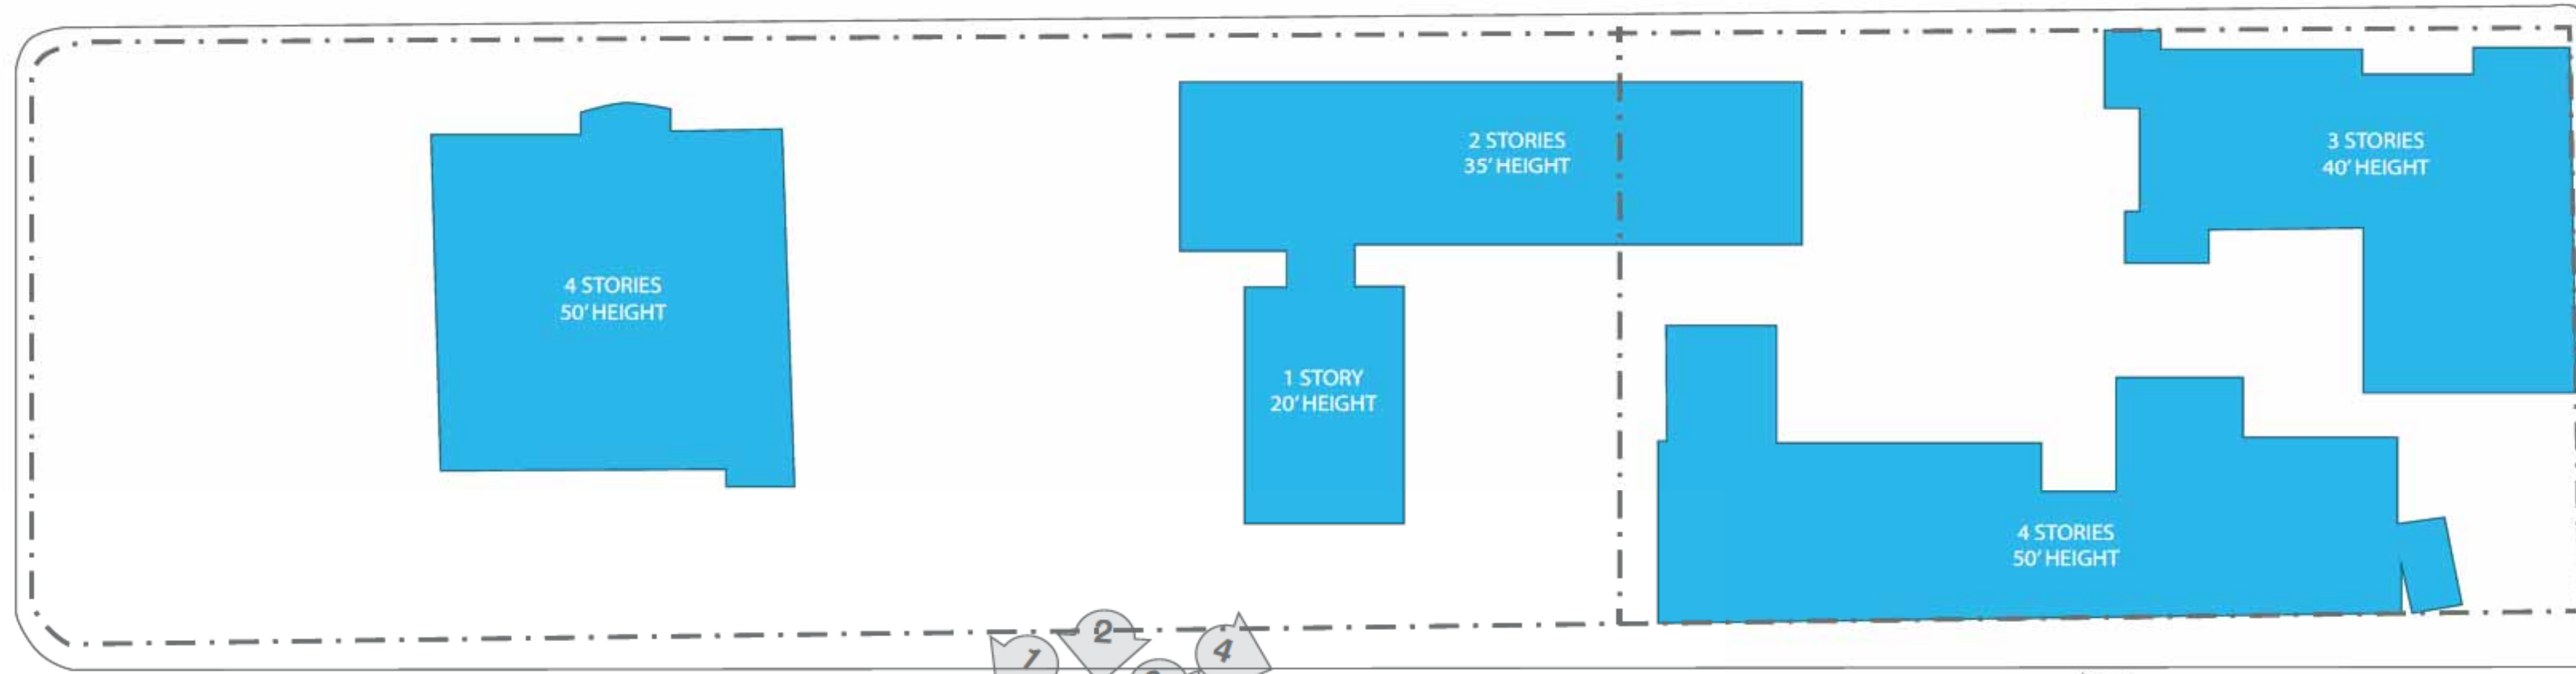 4 STORIES
50' HEIGHT
2 STORIES
35' HEIGHT
1 STORY
20' HEIGHT
3 STORIES
40' HEIGHT
4 STORIES
50' HEIGHT
1
2
4